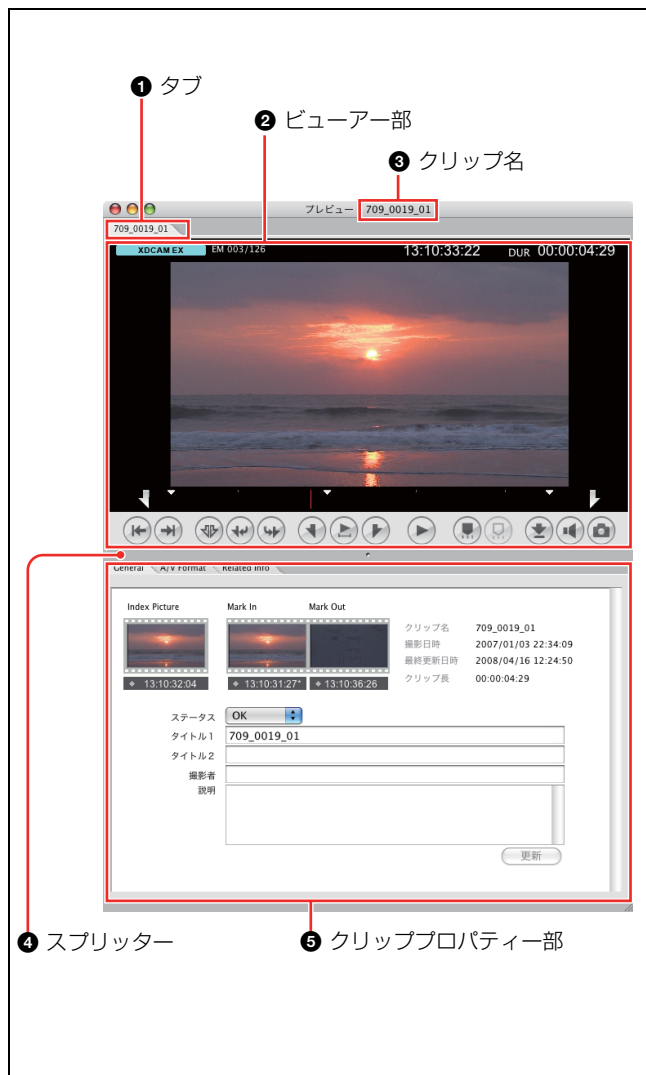 ❶ タブ
❷ ビューアー部
❸ クリップ名
プレビュー 709_0019_01
709_0019_01
XDCAM EX EM 003/126 13:10:33:22 DUR 00:00:04:29
General A/V Format Related Info
Index Picture Mark In Mark Out
クリップ名 709_0019_01
撮影日時 2007/01/03 22:34:09
最終更新日時 2008/04/16 12:24:50
クリップ長 00:00:04:29
13:10:32:04 13:10:31:27* 13:10:36:26
ステータス OK
タイトル1 709_0019_01
タイトル2
撮影者
説明
更新
❹ スプリッター
❺ クリッププロパティー部